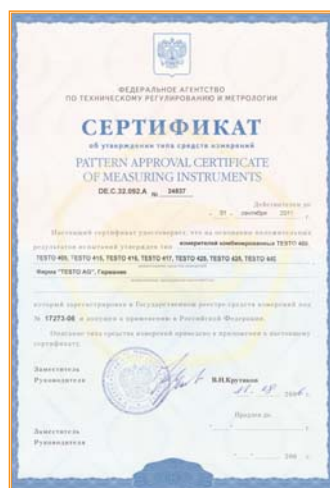 ФЕДЕРАЛЬНОЕ АГЕНТСТВО
ПО ТЕХНИЧЕСКОМУ РЕГУЛИРОВАНИЮ И МЕТРОЛОГИИ
СЕРТИФИКАТ
об утверждении типа средств измерений
PATTERN APPROVAL CERTIFICATE
OF MEASURING INSTRUMENTS
DE.C.32.092.A № 24837
Действителен до
" 01 " сентября 2011 г.
Настоящий сертификат удостоверяет, что на основании положительных
результатов испытаний утвержден тип измерителей комбинированных TESTO
TESTO 405, TESTO 415, TESTO 416, TESTO 417, TESTO 425, TESTO 435, TESTO 445
Фирма "TESTO AG", Германия
который зарегистрирован в Государственном реестре средств измерений под
№ 17273-06 и допущен к применению в Российской Федерации.
Описание типа средства измерений приведено в приложении к настоящему
сертификату.
Заместитель
Руководителя
В.Н.Крутиков
2006 г.
Продлен до
" " г.
Заместитель
Руководителя
" " 200 г.